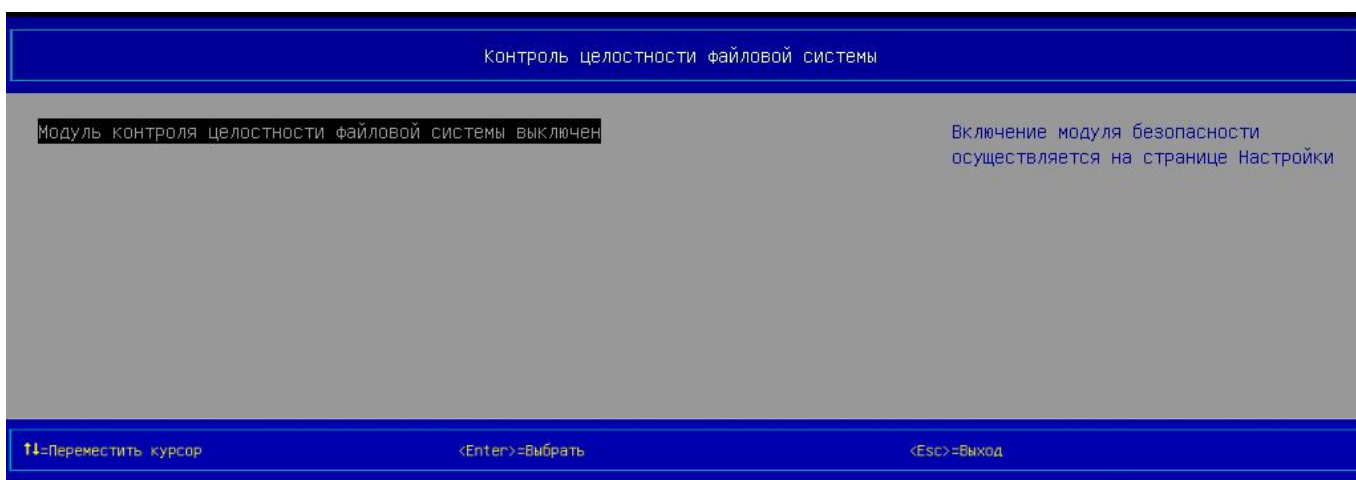 Контроль целостности файловой системы
Модуль контроля целостности файловой системы выключен
Включение модуля безопасности
осуществляется на странице Настройки
↑↓=Переместить курсор <Enter>=Выбрать <Esc>=Выход